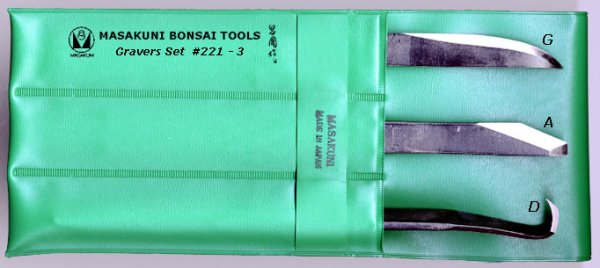 MASAKUNI BONSAI TOOLS
Gravers Set #221 - 3
MASAKUNI
MASAKUNI
MADE IN JAPAN
G
A
D